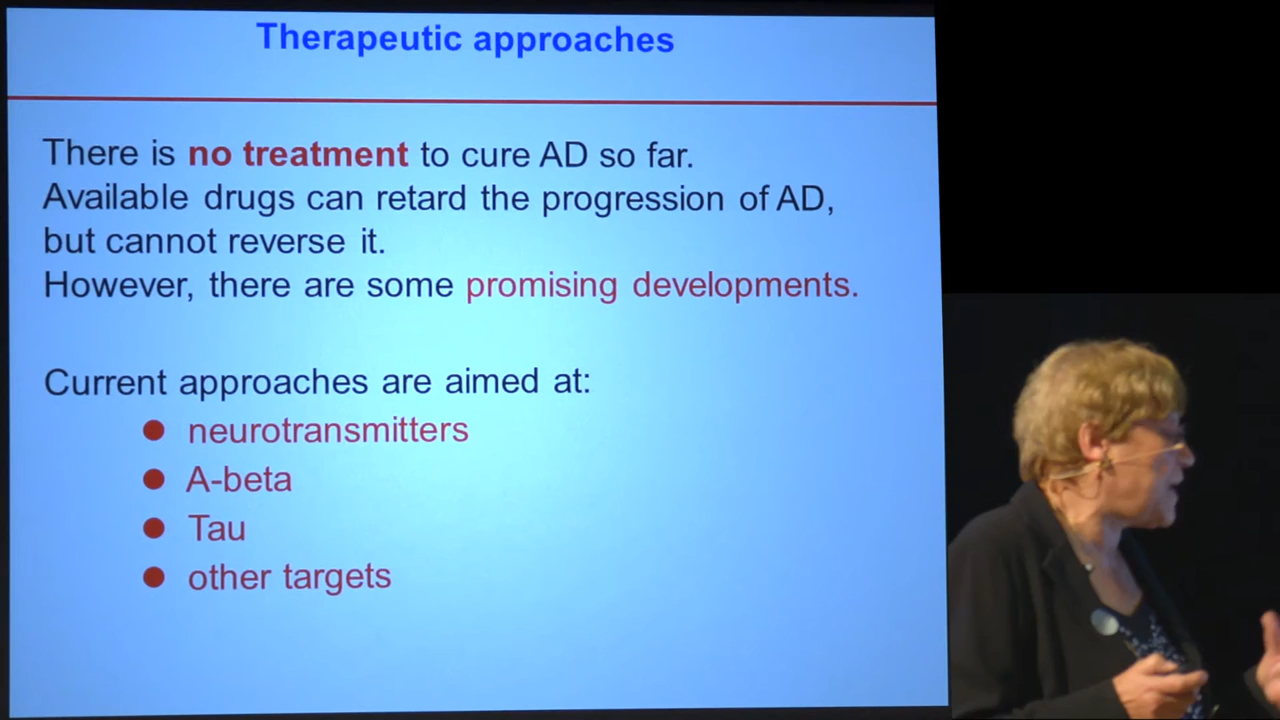 Therapeutic approaches
There is no treatment to cure AD so far.
Available drugs can retard the progression of AD,
but cannot reverse it.
However, there are some promising developments.
Current approaches are aimed at:
● neurotransmitters
● A-beta
● Tau
● other targets